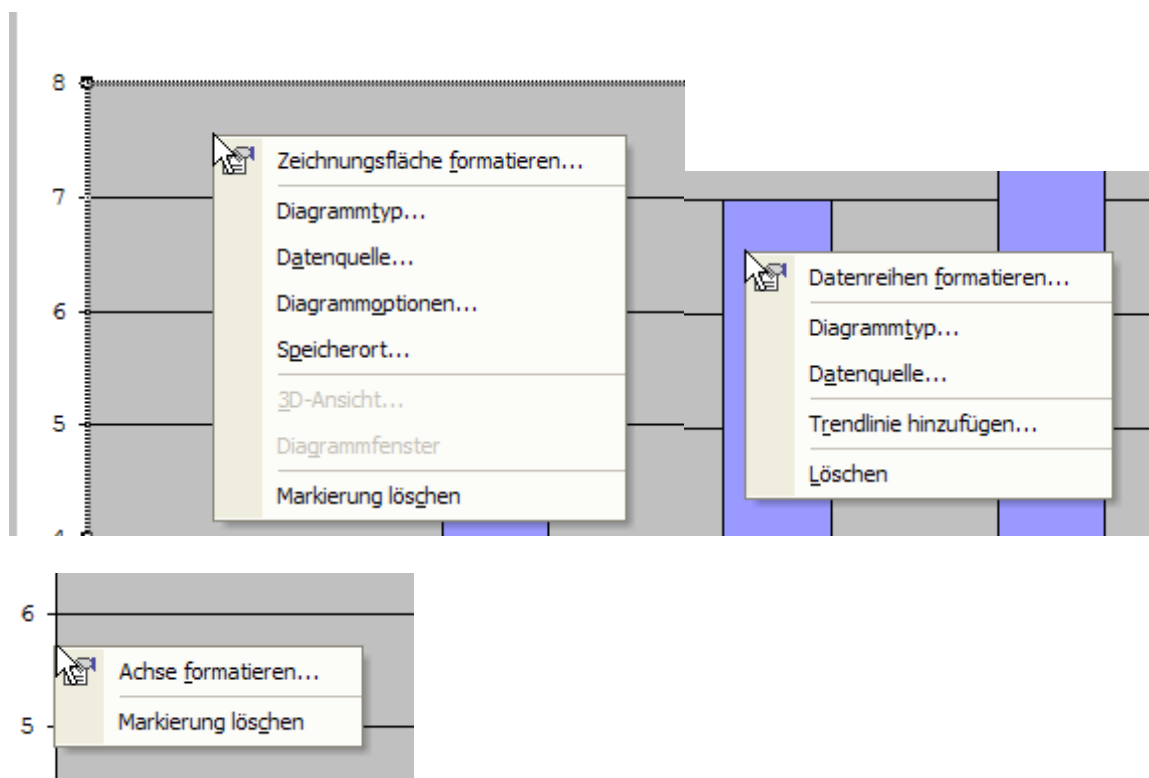 8
7
6
5
Zeichnungsfläche formatieren...
Diagrammtyp...
Datenquelle...
Diagrammoptionen...
Speicherort...
3D-Ansicht...
Diagrammfenster
Markierung löschen
Datenreihen formatieren...
Diagrammtyp...
Datenquelle...
Trendlinie hinzufügen...
Löschen
6
5
Achse formatieren...
Markierung löschen